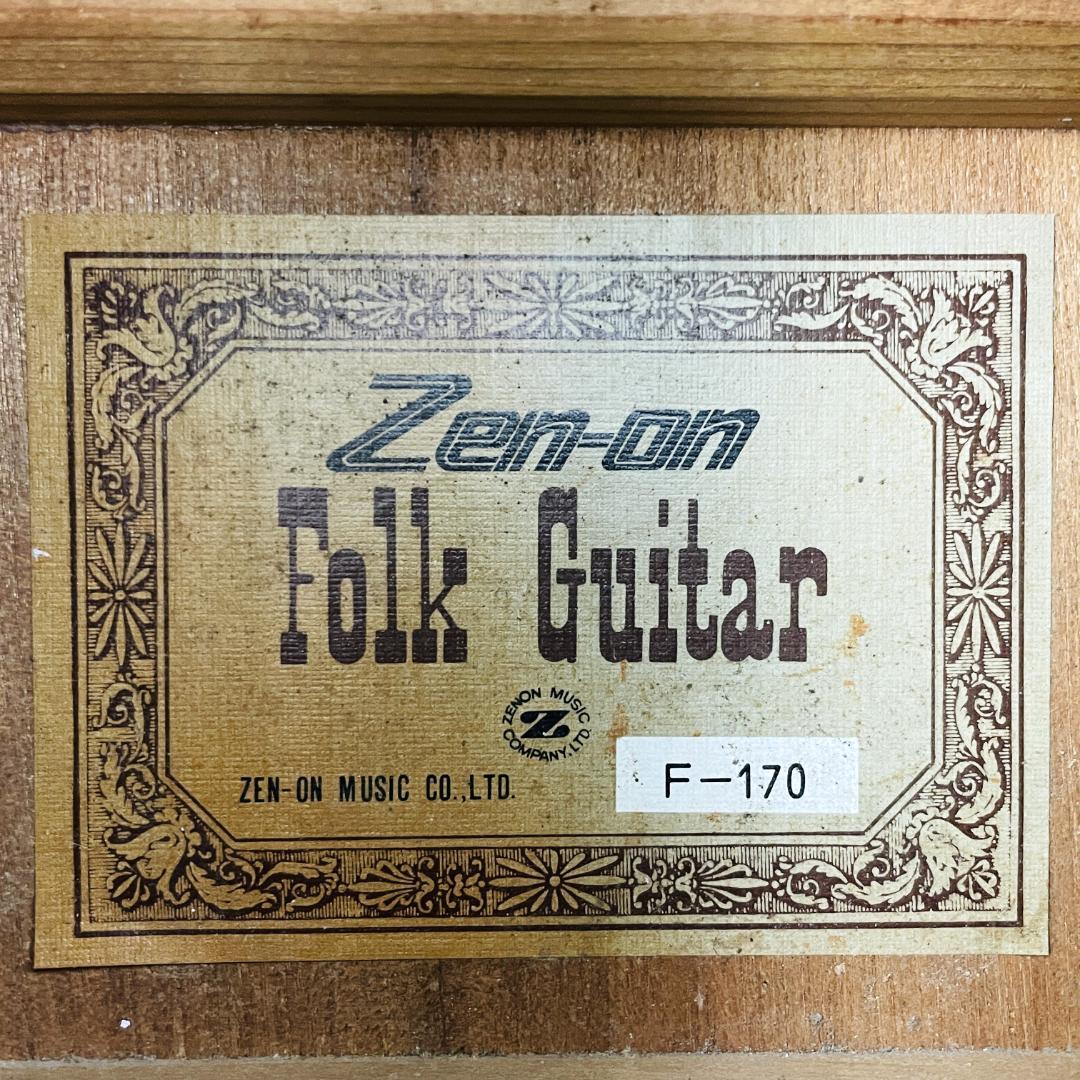 Zen-on
Folk Guitar
ZENON MUSIC
Z
COMPANY, LTD.
ZEN-ON MUSIC CO.,LTD.
F-170